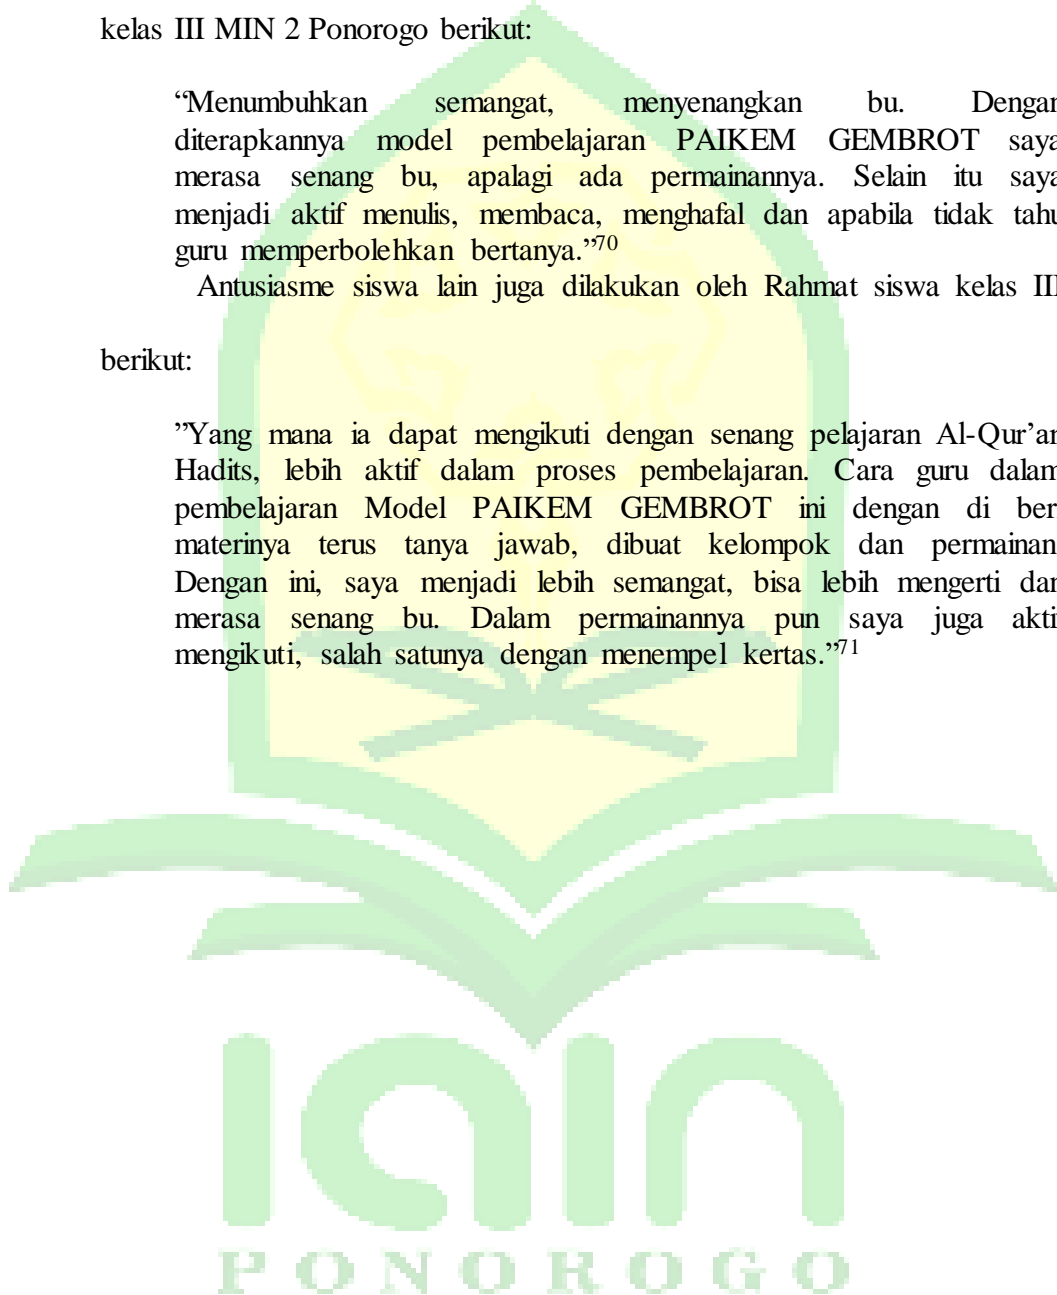 kelas III MIN 2 Ponorogo berikut:
“Menumbuhkan semangat, menyenangkan bu. Dengan
diterapkannya model pembelajaran PAIKEM GEMBROT saya
merasa senang bu, apalagi ada permainannya. Selain itu saya
menjadi aktif menulis, membaca, menghafal dan apabila tidak tahu
guru memperbolehkan bertanya.”70
Antusiasme siswa lain juga dilakukan oleh Rahmat siswa kelas III
berikut:
”Yang mana ia dapat mengikuti dengan senang pelajaran Al-Qur’an
Hadits, lebih aktif dalam proses pembelajaran. Cara guru dalam
pembelajaran Model PAIKEM GEMBROT ini dengan di beri
materinya terus tanya jawab, dibuat kelompok dan permainan.
Dengan ini, saya menjadi lebih semangat, bisa lebih mengerti dan
merasa senang bu. Dalam permainannya pun saya juga aktif
mengikuti, salah satunya dengan menempel kertas.”71
iain
PONOROGO